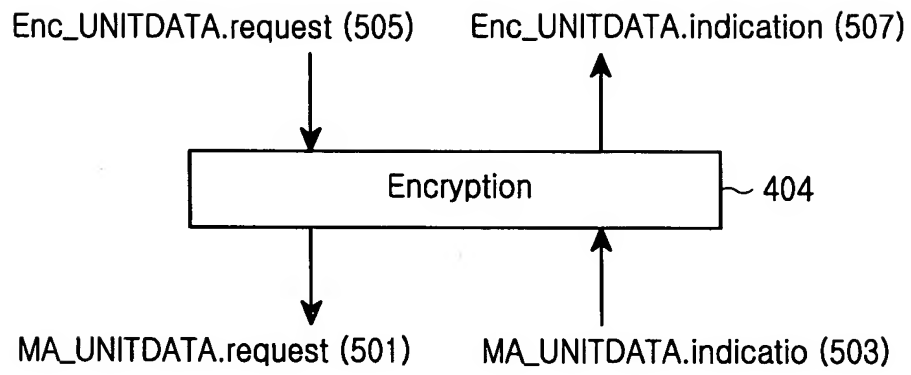 Enc_UNITDATA.request (505) Enc_UNITDATA.indication (507)
Encryption
404
MA_UNITDATA.request (501) MA_UNITDATA.indicatio (503)